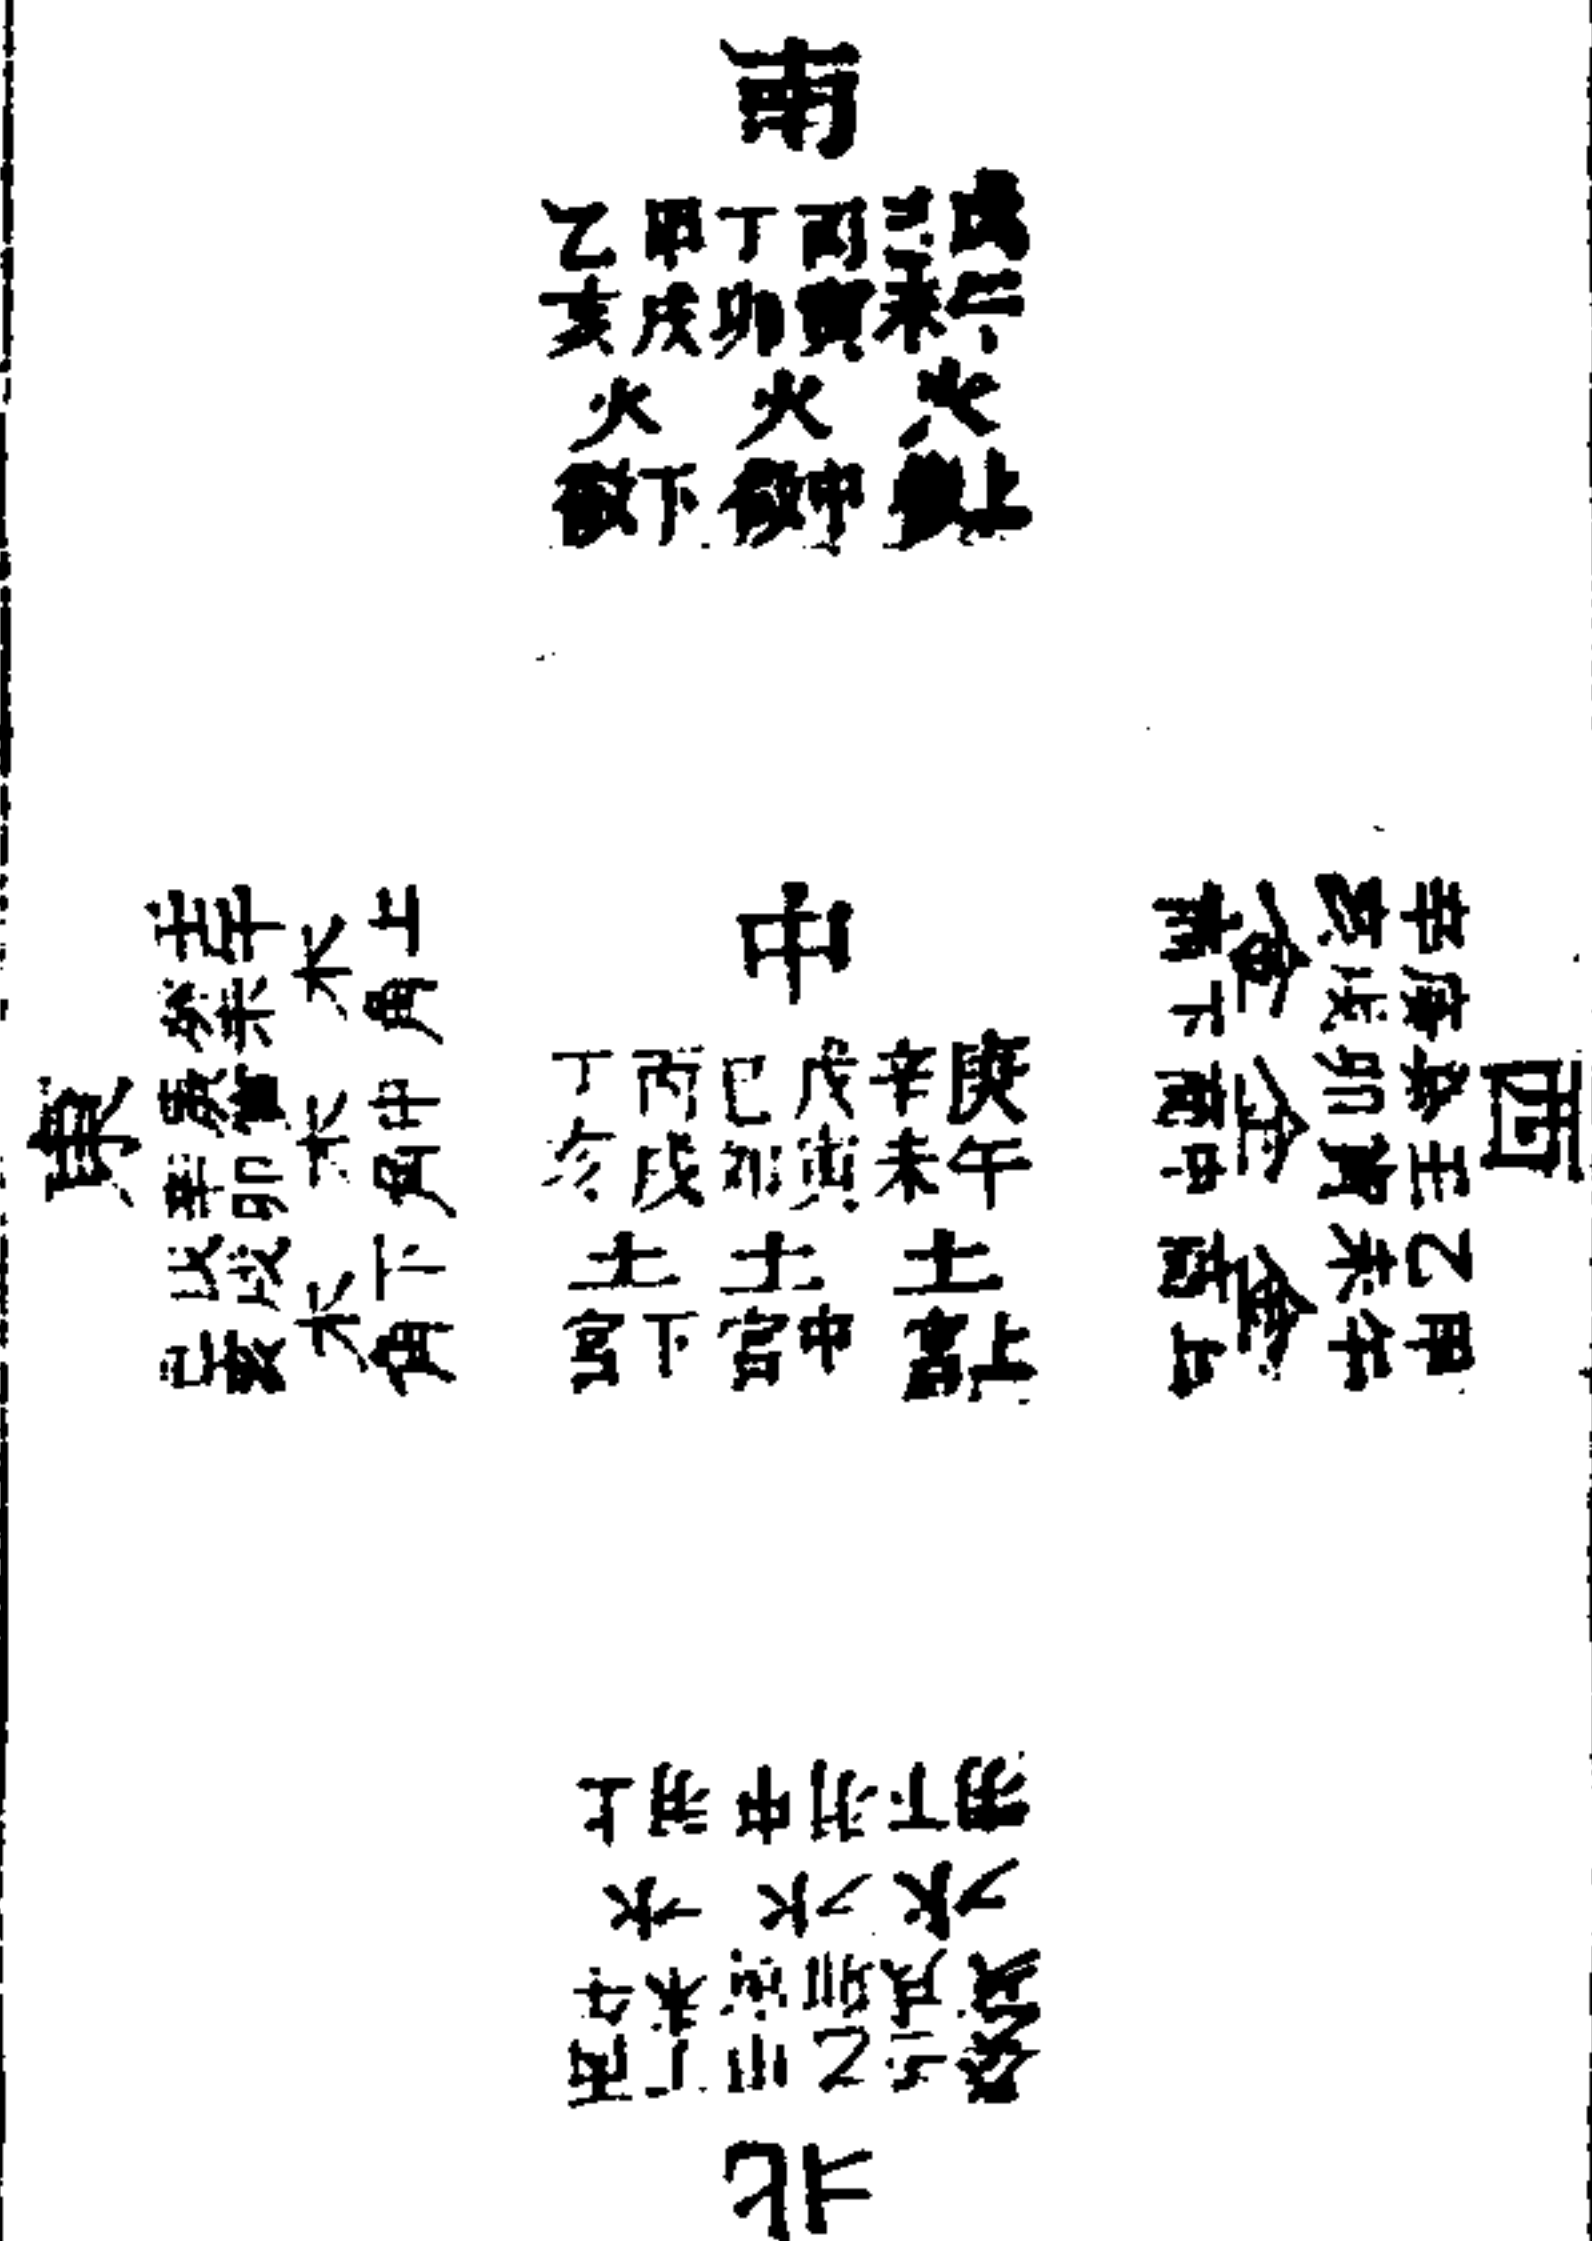 南
戊午 己未 丙寅 丁卯 甲戌 乙亥
火 火 火
徵上 徵中 徵下
東
壬午 癸未 庚寅 辛卯 戊戌 己亥
木 木 木
角上 角中 角下
中
庚午 辛未 戊寅 己卯 丙戌 丁亥
土 土 土
宮上 宮中 宮下
西
甲午 乙未 壬寅 癸卯 庚戌 辛亥
金 金 金
商上 商中 商下
北
丙午 丁未 甲寅 乙卯 壬戌 癸亥
水 水 水
羽上 羽中 羽下